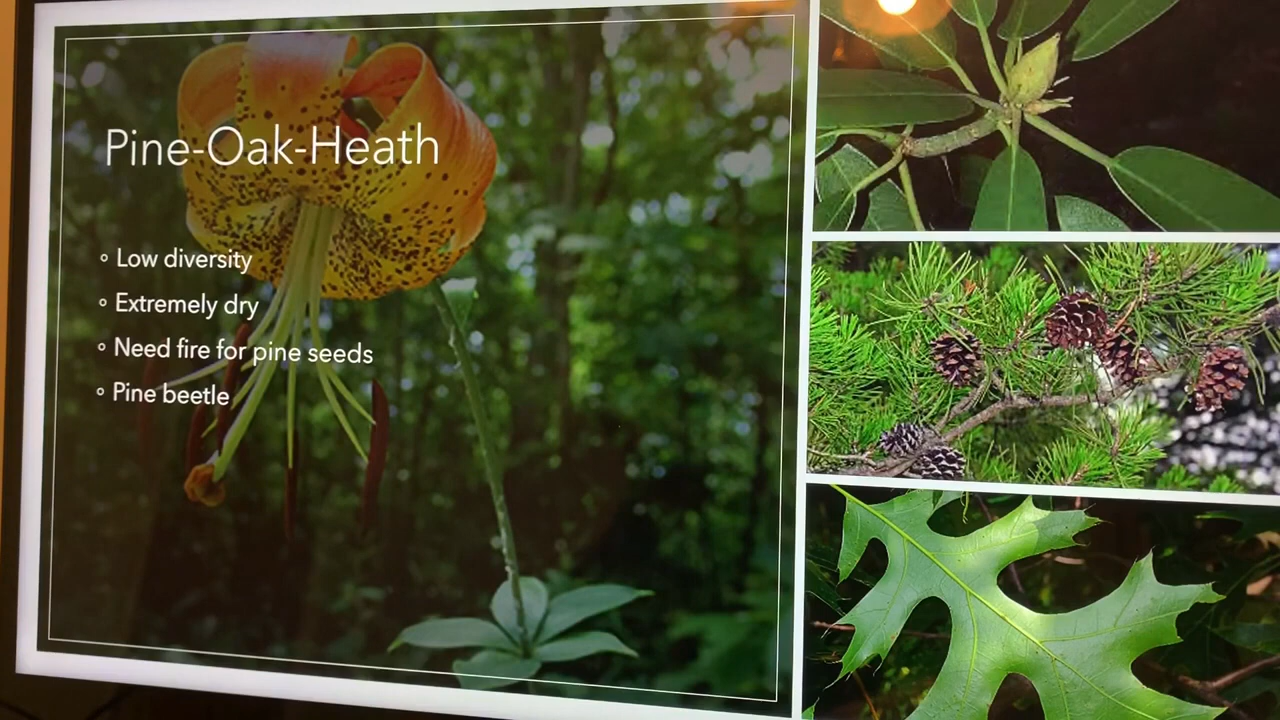 Pine-Oak-Heath
◦ Low diversity
◦ Extremely dry
◦ Need fire for pine seeds
◦ Pine beetle